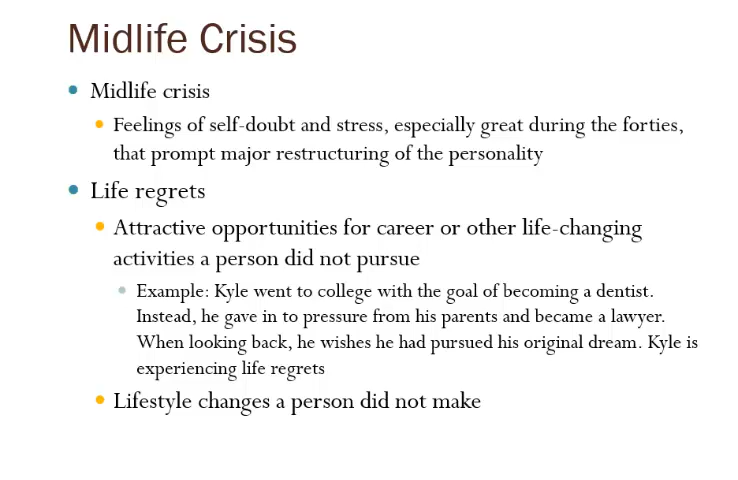 Midlife Crisis
Midlife crisis
Feelings of self-doubt and stress, especially great during the forties,
that prompt major restructuring of the personality
Life regrets
Attractive opportunities for career or other life-changing
activities a person did not pursue
Example: Kyle went to college with the goal of becoming a dentist.
Instead, he gave in to pressure from his parents and became a lawyer.
When looking back, he wishes he had pursued his original dream. Kyle is
experiencing life regrets
Lifestyle changes a person did not make